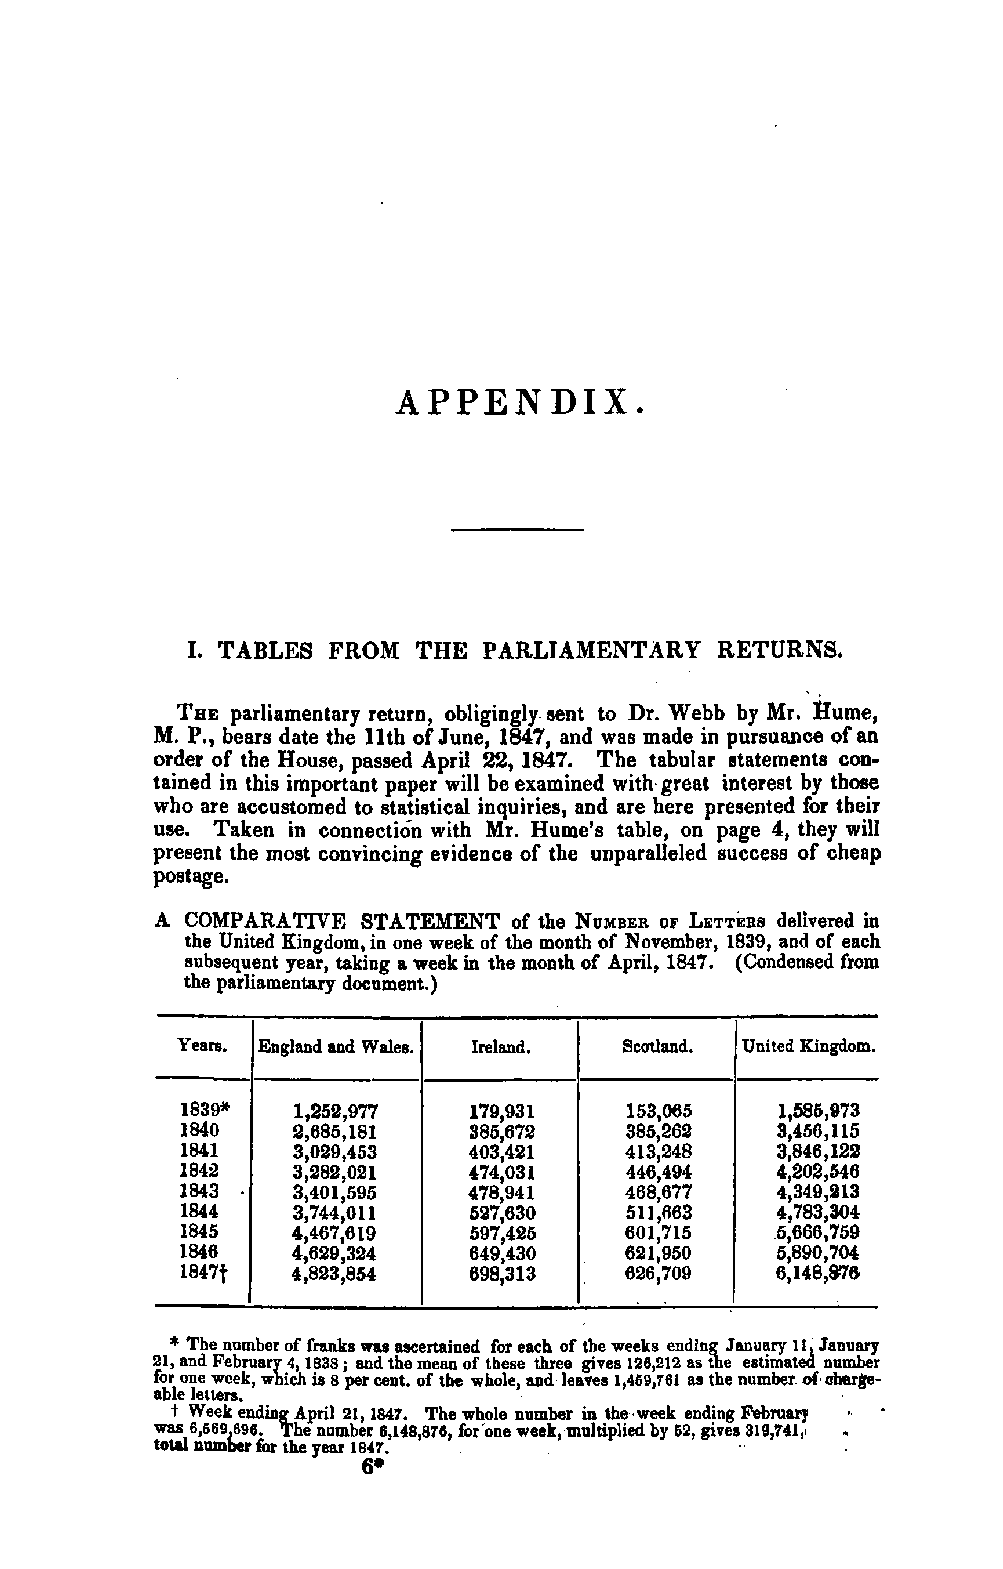 APPENDIX.
I. TABLES FROM THE PARLIAMENTARY RETURNS.
THE parliamentary return, obligingly sent to Dr. Webb by Mr. Hume,
M. P., bears date the 11th of June, 1847, and was made in pursuance of an
order of the House, passed April 22, 1847. The tabular statements con-
tained in this important paper will be examined with great interest by those
who are accustomed to statistical inquiries, and are here presented for their
use. Taken in connection with Mr. Hume's table, on page 4, they will
present the most convincing evidence of the unparalleled success of cheap
postage.
A COMPARATIVE STATEMENT of the NUMBER OF LETTERS delivered in
the United Kingdom, in one week of the month of November, 1839, and of each
subsequent year, taking a week in the month of April, 1847. (Condensed from
the parliamentary document.)
Years. England and Wales. Ireland. Scotland. United Kingdom.
1839* 1,252,977 179,931 153,065 1,585,973
1840 2,685,181 385,672 385,262 3,456,115
1841 3,029,453 403,421 413,248 3,846,122
1842 3,282,021 474,031 446,494 4,202,546
1843 3,401,595 478,941 468,677 4,349,213
1844 3,744,011 527,630 511,663 4,783,304
1845 4,467,619 597,425 601,715 5,666,759
1846 4,629,324 649,430 621,950 5,890,704
1847† 4,823,854 698,313 626,709 6,148,876
* The number of franks was ascertained for each of the weeks ending January 11, January
21, and February 4, 1838; and the mean of these three gives 126,212 as the estimated number
for one week, which is 8 per cent. of the whole, and leaves 1,459,761 as the number of charge-
able letters.
† Week ending April 21, 1847. The whole number in the week ending February
was 6,569,696. The number 6,148,876, for one week, multiplied by 52, gives 319,741,
total number for the year 1847.
6*